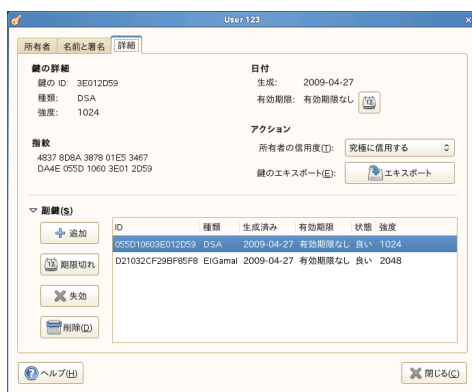 User 123
所有者 名前と署名 詳細
鍵の詳細
鍵の ID: 3E012D59
種類: DSA
強度: 1024
指紋
4837 8D8A 3878 01E5 3467
DA4E 055D 1060 3E01 2D59
日付
生成: 2009-04-27
有効期限: 有効期限なし
アクション
所有者の信用度(T): 究極に信用する
鍵のエキスポート(E): エキスポート
副鍵(S)
追加
期限切れ
失効
削除(D)
ID 種類 生成済み 有効期限 状態 強度
055D10603E012D59 DSA 2009-04-27 有効期限なし 良い 1024
D21032CF29BF85F8 ElGamal 2009-04-27 有効期限なし 良い 2048
ヘルプ(H) 閉じる(C)